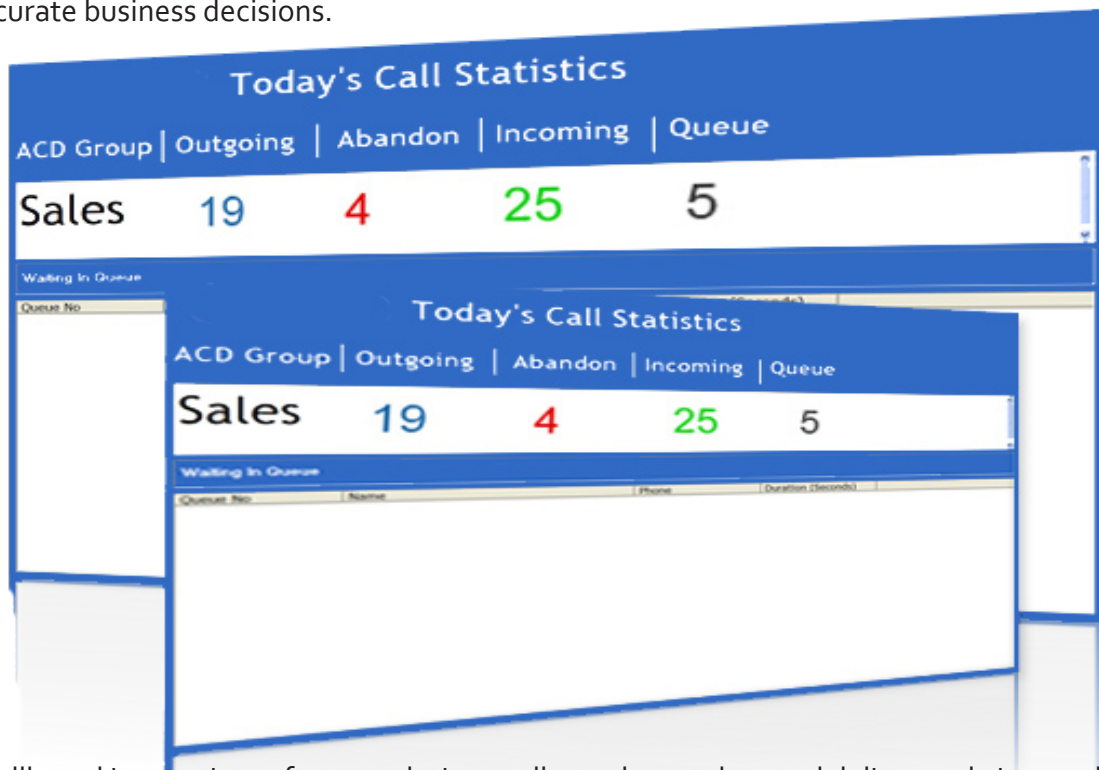 curate business decisions.
Today's Call Statistics
ACD Group | Outgoing | Abandon | Incoming | Queue
Sales 19 4 25 5
Waiting In Queue
Queue No
Today's Call Statistics
ACD Group | Outgoing | Abandon | Incoming | Queue
Sales 19 4 25 5
Waiting In Queue
Queue No Name Phone Duration (Seconds)